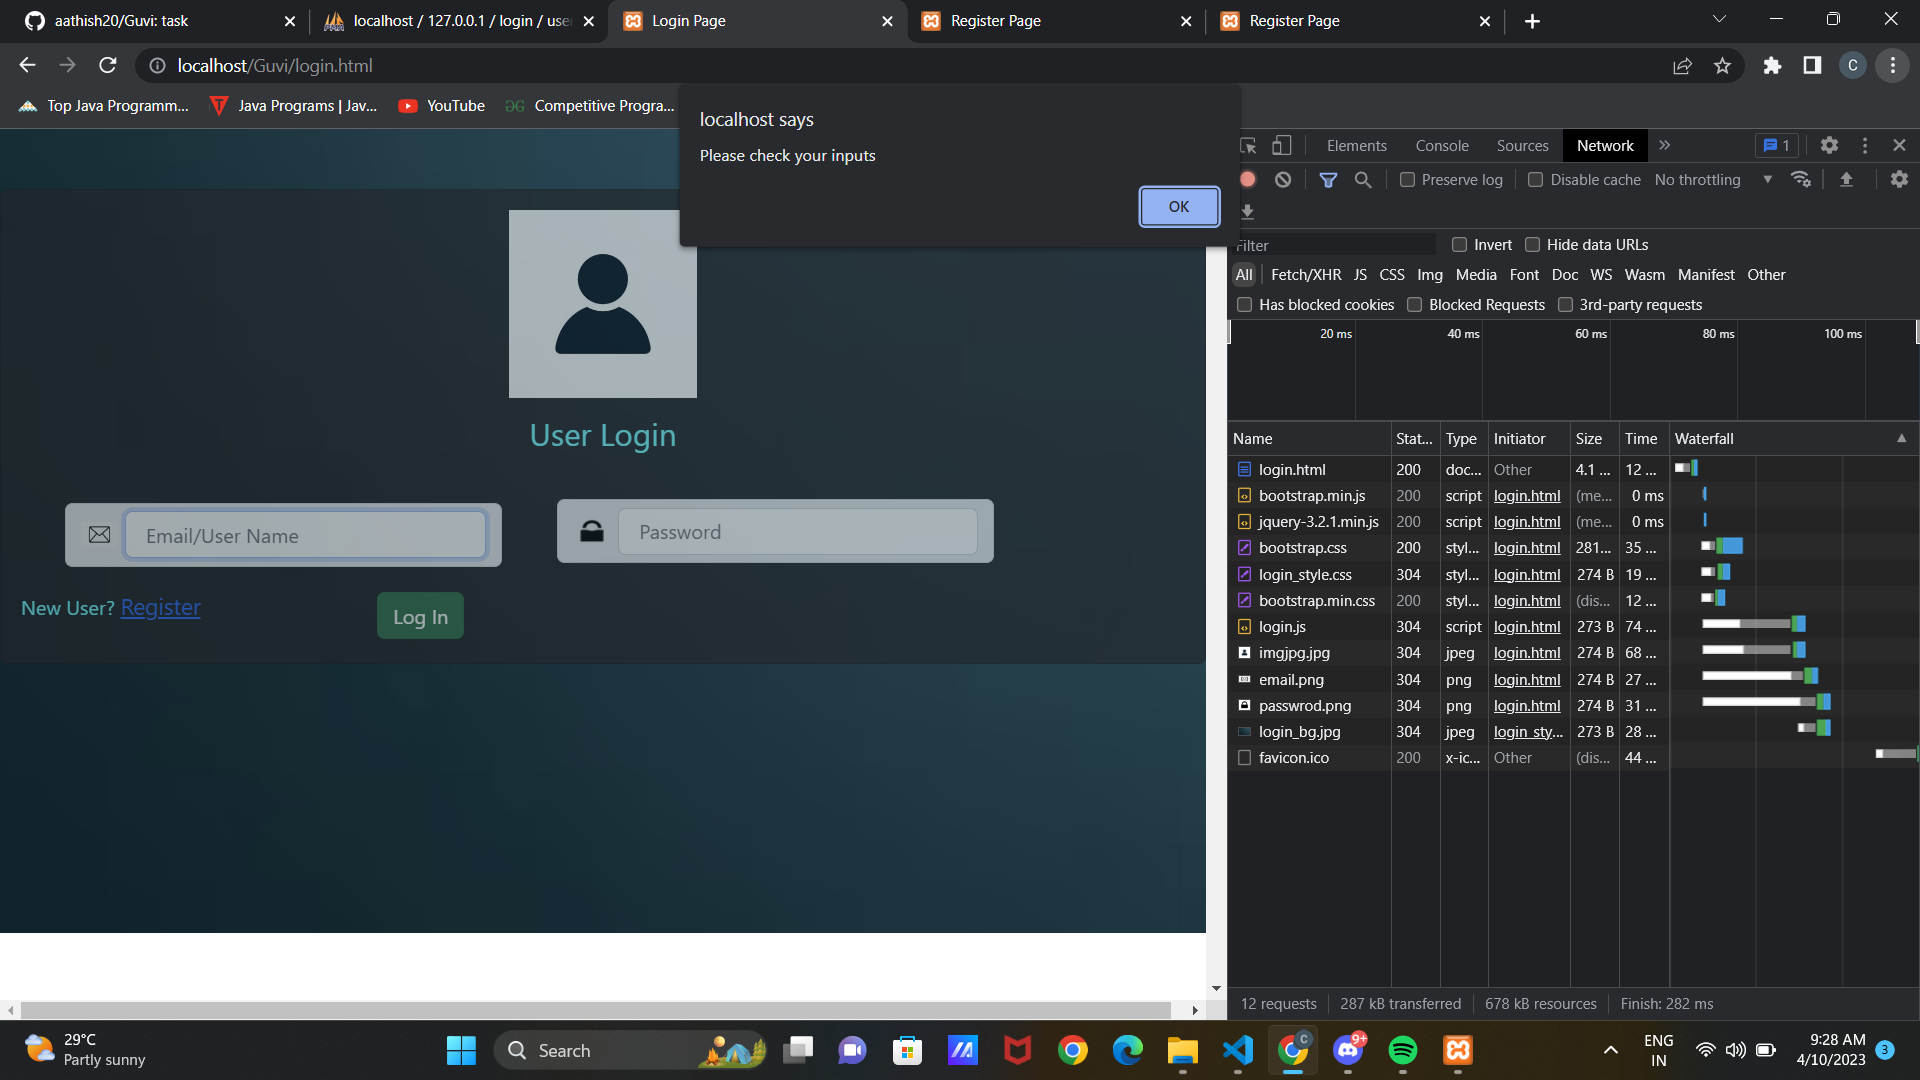 aathish20/Guvi: task
localhost / 127.0.0.1 / login / use
Login Page
Register Page
Register Page
localhost/Guvi/login.html
C
Top Java Programm...
Java Programs | Jav...
YouTube
Competitive Progra...
localhost says
Please check your inputs
OK
User Login
Email/User Name
Password
New User? Register
Log In
Elements
Console
Sources
Network
1
Preserve log
Disable cache
No throttling
Filter
Invert
Hide data URLs
All
Fetch/XHR JS CSS Img Media Font Doc WS Wasm Manifest Other
Has blocked cookies
Blocked Requests
3rd-party requests
20 ms
40 ms
60 ms
80 ms
100 ms
Name Stat... Type Initiator Size Time Waterfall
login.html 200 doc... Other 4.1 ... 12 ...
bootstrap.min.js 200 script login.html (me... 0 ms
jquery-3.2.1.min.js 200 script login.html (me... 0 ms
bootstrap.css 200 styl... login.html 281... 35 ...
login_style.css 304 styl... login.html 274 B 19 ...
bootstrap.min.css 200 styl... login.html (dis... 12 ...
login.js 304 script login.html 273 B 74 ...
imgjpg.jpg 304 jpeg login.html 274 B 68 ...
email.png 304 png login.html 274 B 27 ...
passwrod.png 304 png login.html 274 B 31 ...
login_bg.jpg 304 jpeg login_sty... 273 B 28 ...
favicon.ico 200 x-ic... Other (dis... 44 ...
12 requests
287 kB transferred
678 kB resources
Finish: 282 ms
29°C
Partly sunny
Search
C
9+
ENG
IN
9:28 AM
4/10/2023
3